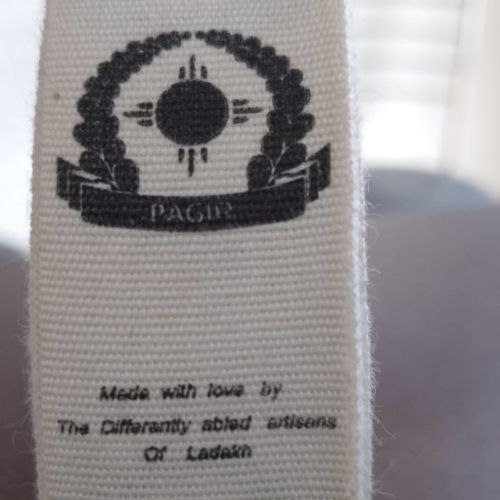 PAGIR
Made with love by
The Differently abled artisans
Of Ladakh